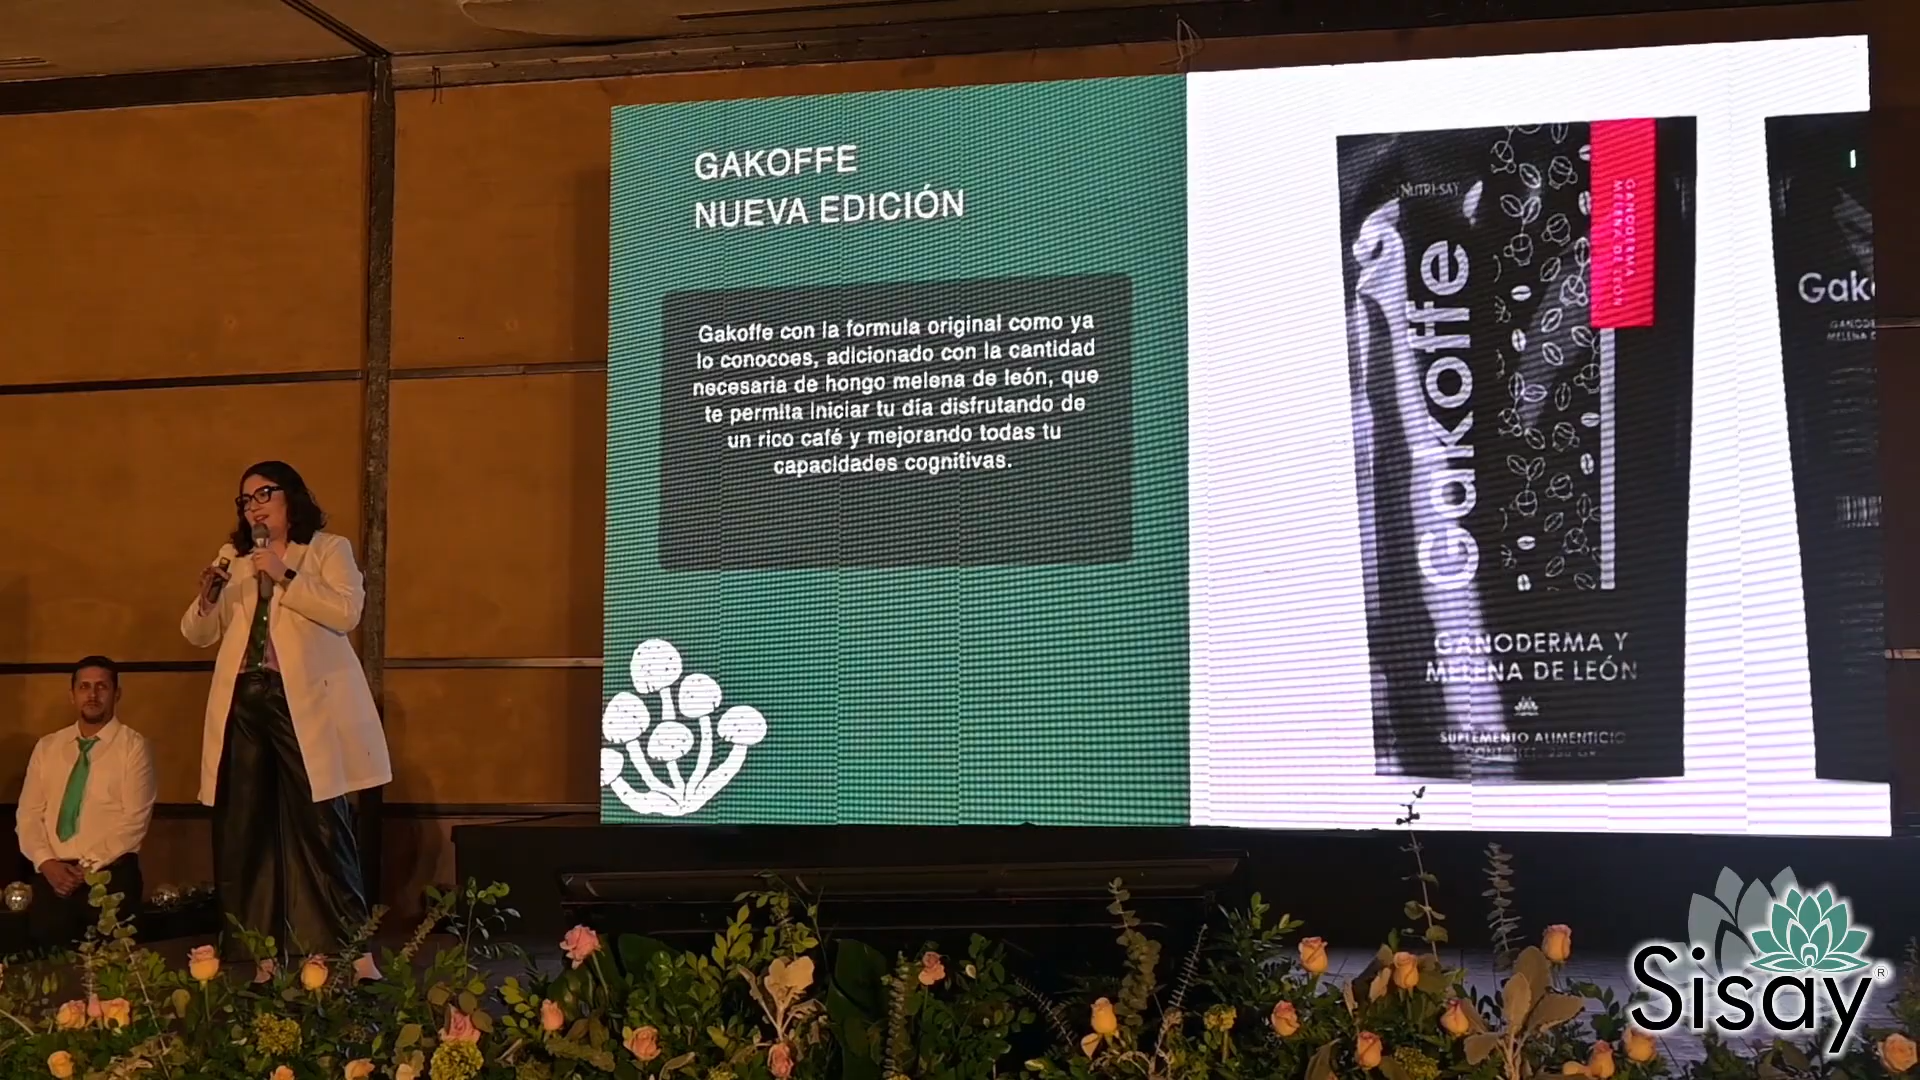 GAKOFFE
NUEVA EDICIÓN
Gakoffe con la formula original como ya
lo conocoes, adicionado con la cantidad
necesaria de hongo melena de león, que
te permita iniciar tu día disfrutando de
un rico café y mejorando todas tu
capacidades cognitivas.
NUTRI-SAY
Gakoffe
GANODERMA
MELENA DE LEÓN
GANODERMA Y
MELENA DE LEÓN
SUPLEMENTO ALIMENTICIO
Gak
Sisay®